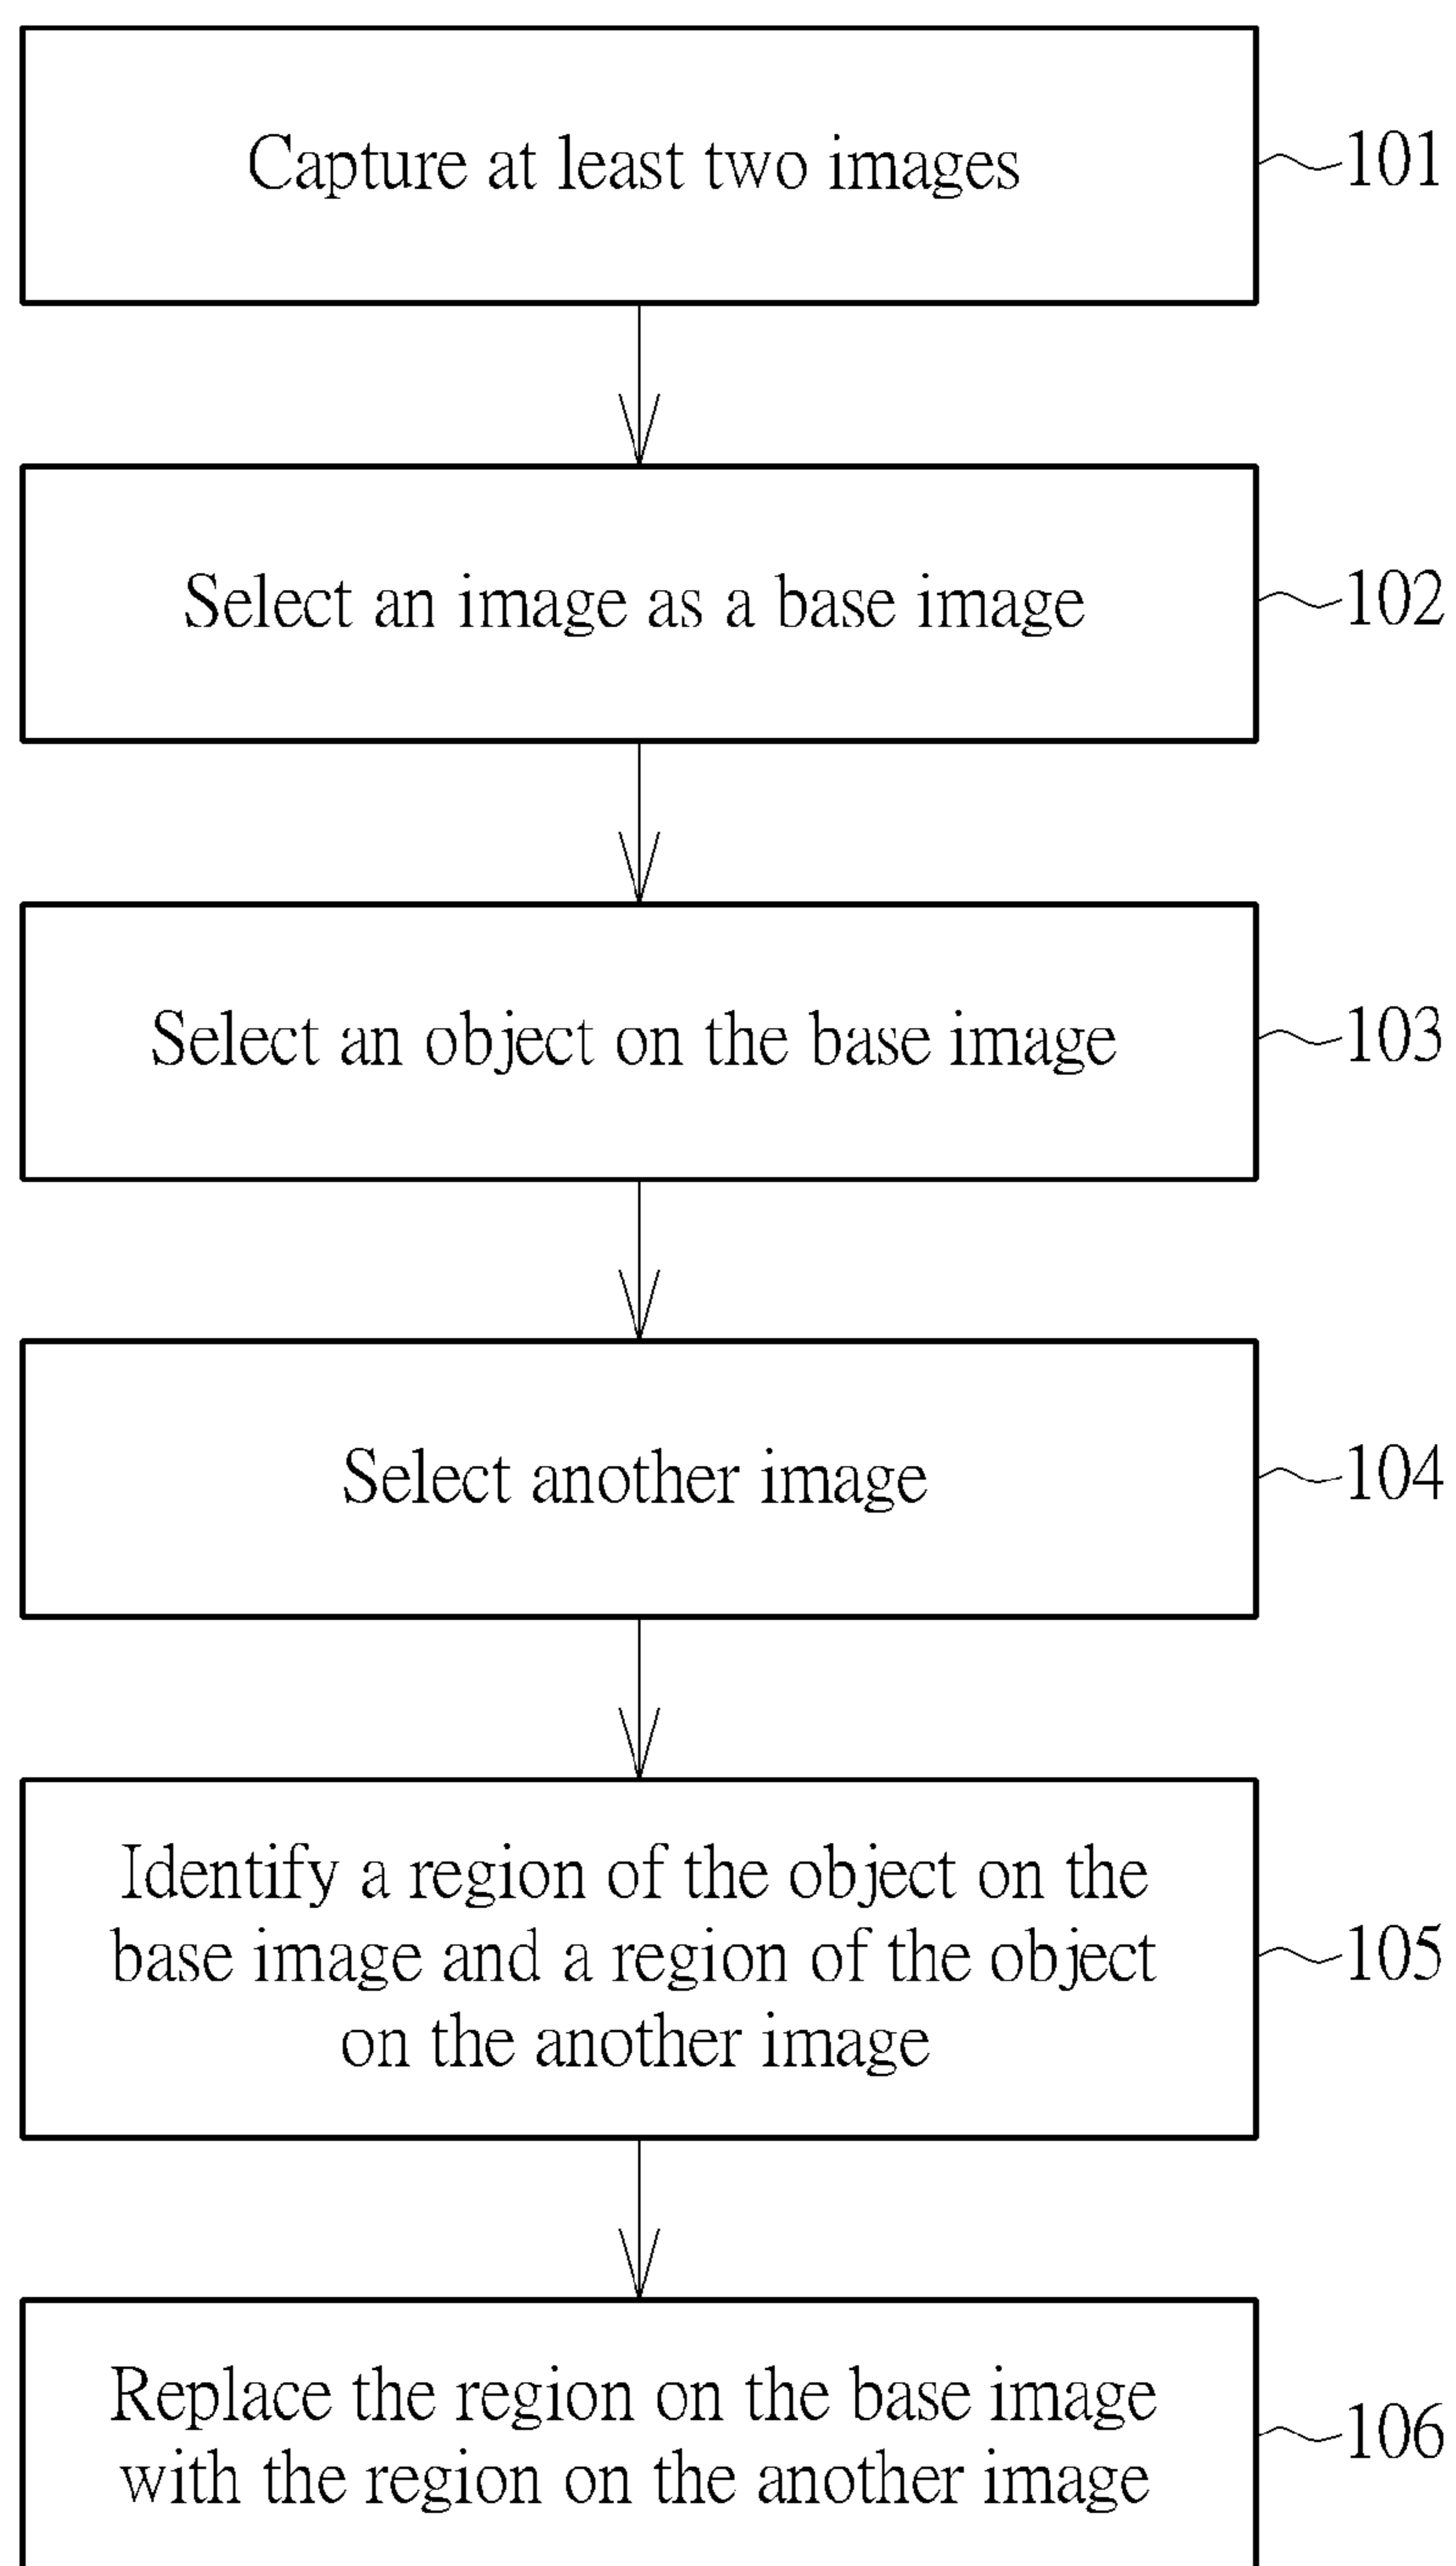 Capture at least two images
101
Select an image as a base image
102
Select an object on the base image
103
Select another image
104
Identify a region of the object on the
base image and a region of the object
on the another image
105
Replace the region on the base image
with the region on the another image
106